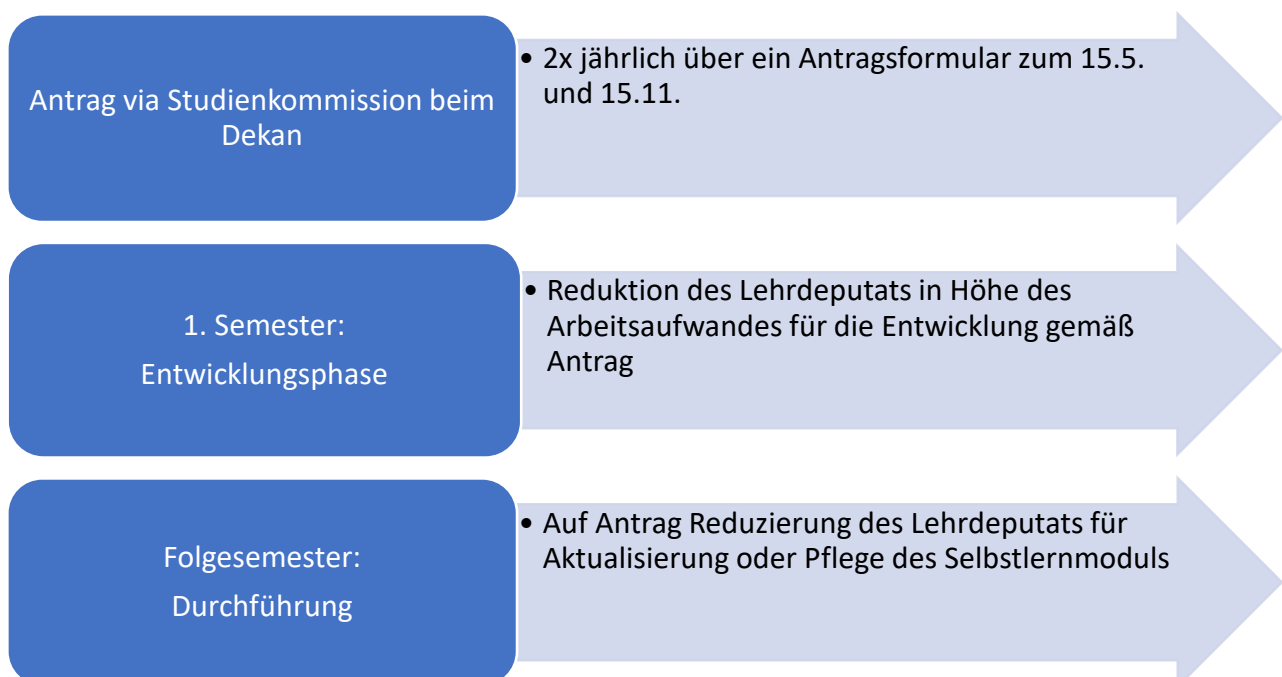 Antrag via Studienkommission beim
Dekan
• 2x jährlich über ein Antragsformular zum 15.5.
und 15.11.
1. Semester:
Entwicklungsphase
• Reduktion des Lehrdeputats in Höhe des
Arbeitsaufwandes für die Entwicklung gemäß
Antrag
Folgesemester:
Durchführung
• Auf Antrag Reduzierung des Lehrdeputats für
Aktualisierung oder Pflege des Selbstlernmoduls